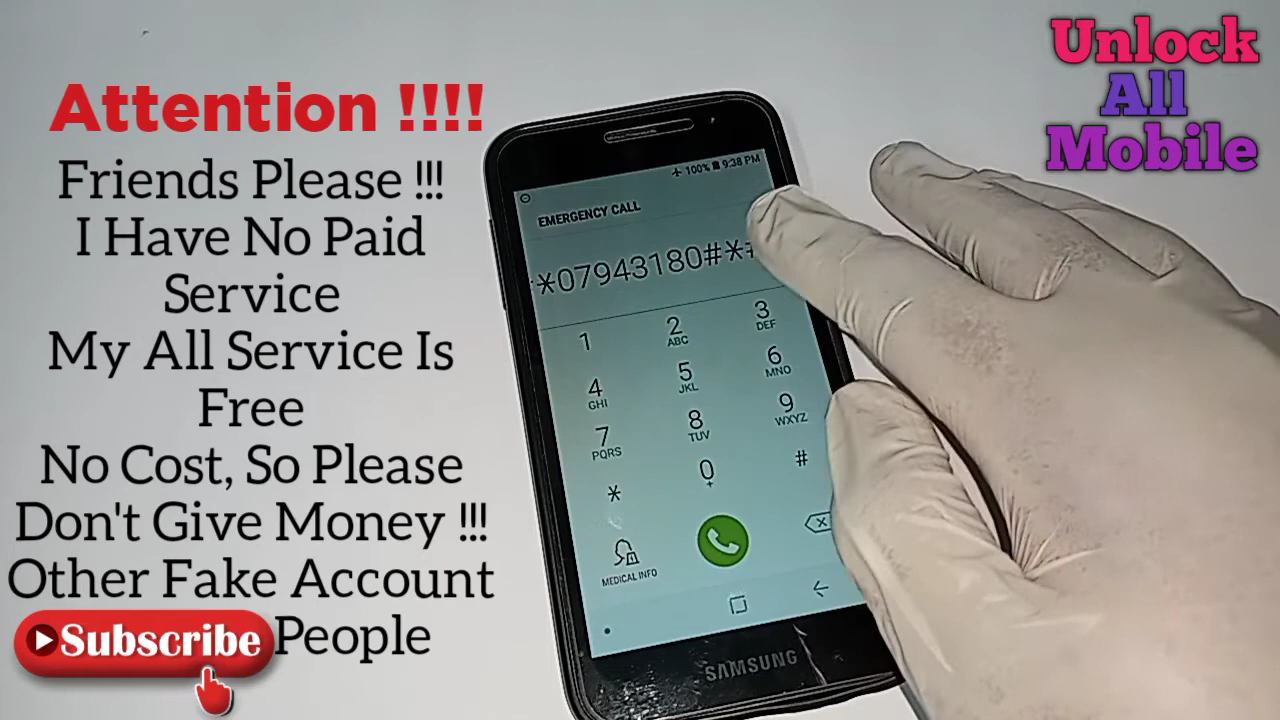 Attention !!!!
Friends Please !!!
I Have No Paid
Service
My All Service Is
Free
No Cost, So Please
Don't Give Money !!!
Other Fake Account
People
Subscribe
Unlock
All
Mobile
100% 9:38 PM
EMERGENCY CALL
*07943180#*#
1
2
ABC
3
DEF
4
GHI
5
JKL
6
MNO
7
PQRS
8
TUV
9
WXYZ
*
0
+
#
MEDICAL INFO
SAMSUNG